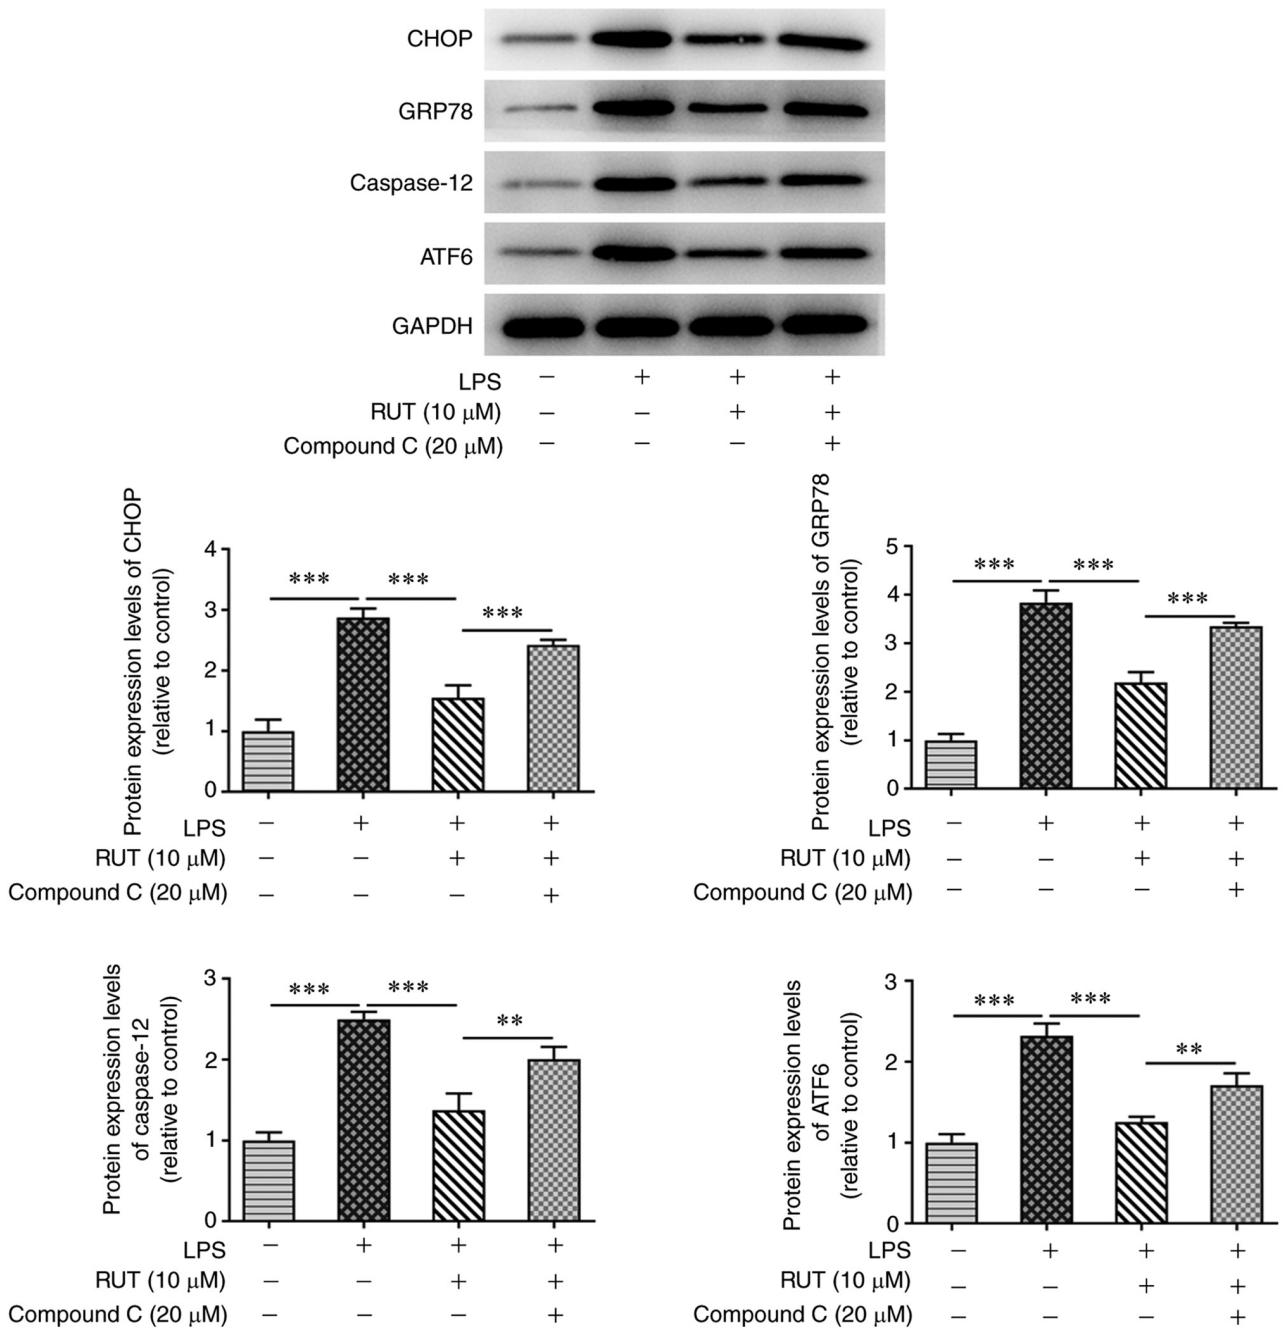 CHOP
GRP78
Caspase-12
ATF6
GAPDH
LPS − + + +
RUT (10 µM) − − + +
Compound C (20 µM) − − − +
Protein expression levels of CHOP
(relative to control)
4
3
2
1
0
*** *** ***
LPS − + + +
RUT (10 µM) − − + +
Compound C (20 µM) − − − +
Protein expression levels of GRP78
(relative to control)
5
4
3
2
1
0
*** *** ***
LPS − + + +
RUT (10 µM) − − + +
Compound C (20 µM) − − − +
Protein expression levels
of caspase-12
(relative to control)
3
2
1
0
*** *** **
LPS − + + +
RUT (10 µM) − − + +
Compound C (20 µM) − − − +
Protein expression levels
of ATF6
(relative to control)
3
2
1
0
*** *** **
LPS − + + +
RUT (10 µM) − − + +
Compound C (20 µM) − − − +